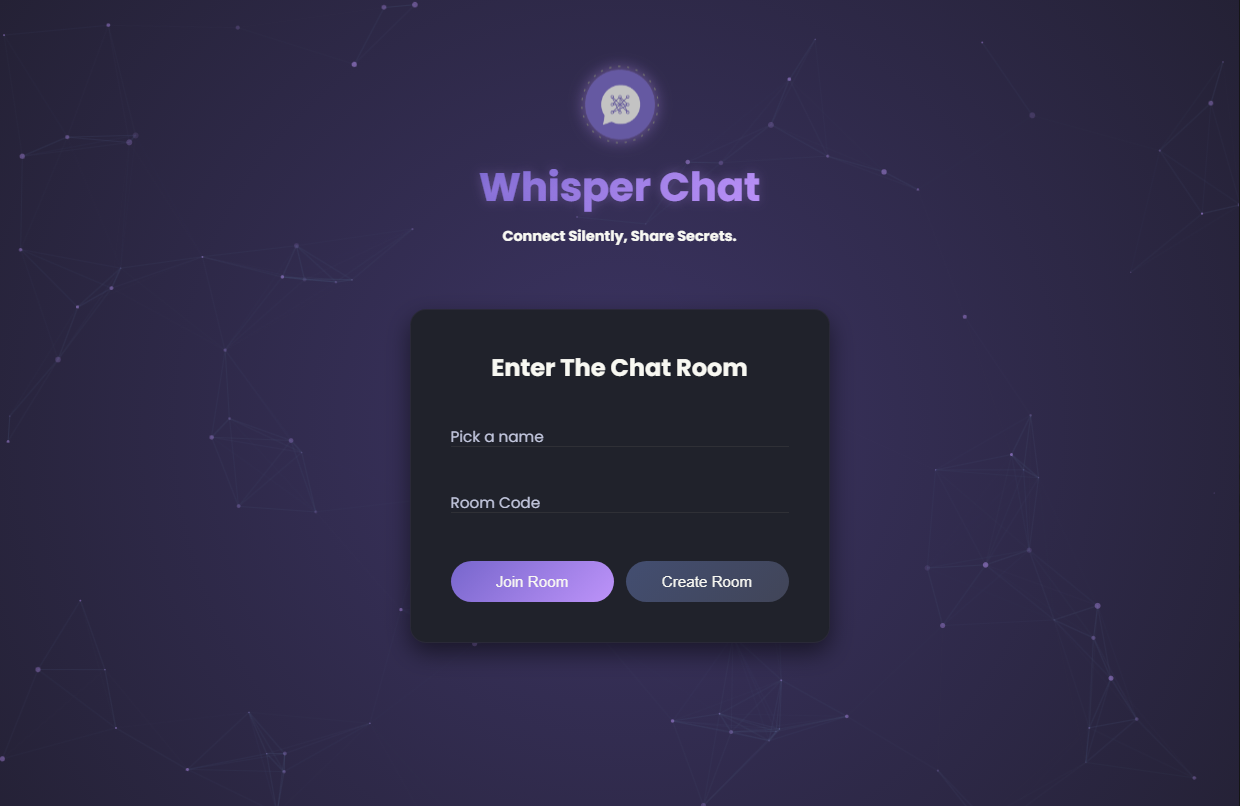 Whisper Chat
Connect Silently, Share Secrets.
Enter The Chat Room
Pick a name
Room Code
Join Room
Create Room